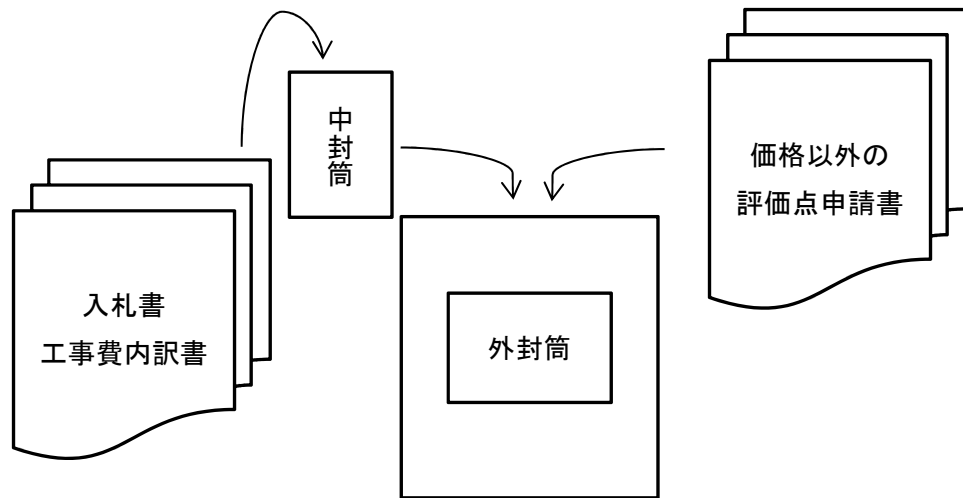 中封筒
価格以外の
評価点申請書
入札書
工事費内訳書
外封筒